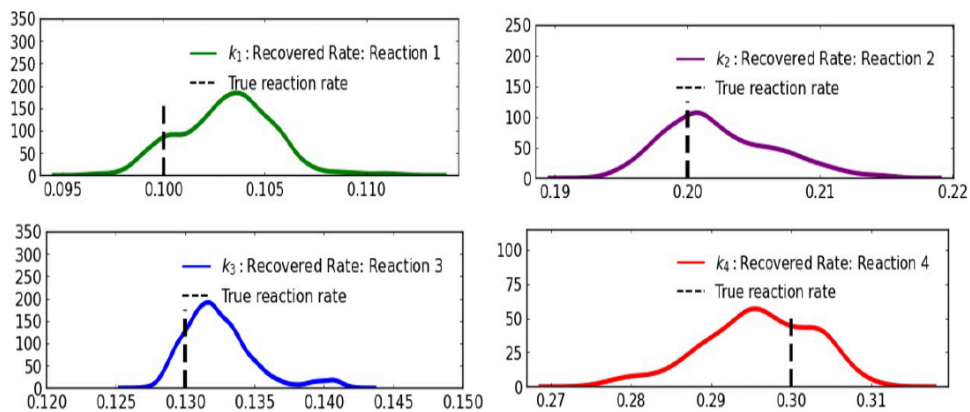 350
300
250
200
150
100
50
0
k₁: Recovered Rate: Reaction 1
True reaction rate
0.095 0.100 0.105 0.110
250
200
150
100
50
0
k₂: Recovered Rate: Reaction 2
True reaction rate
0.19 0.20 0.21 0.22
350
300
250
200
150
100
50
0
k₃: Recovered Rate: Reaction 3
True reaction rate
0.120 0.125 0.130 0.135 0.140 0.145 0.150
100
75
50
25
0
k₄: Recovered Rate: Reaction 4
True reaction rate
0.27 0.28 0.29 0.30 0.31